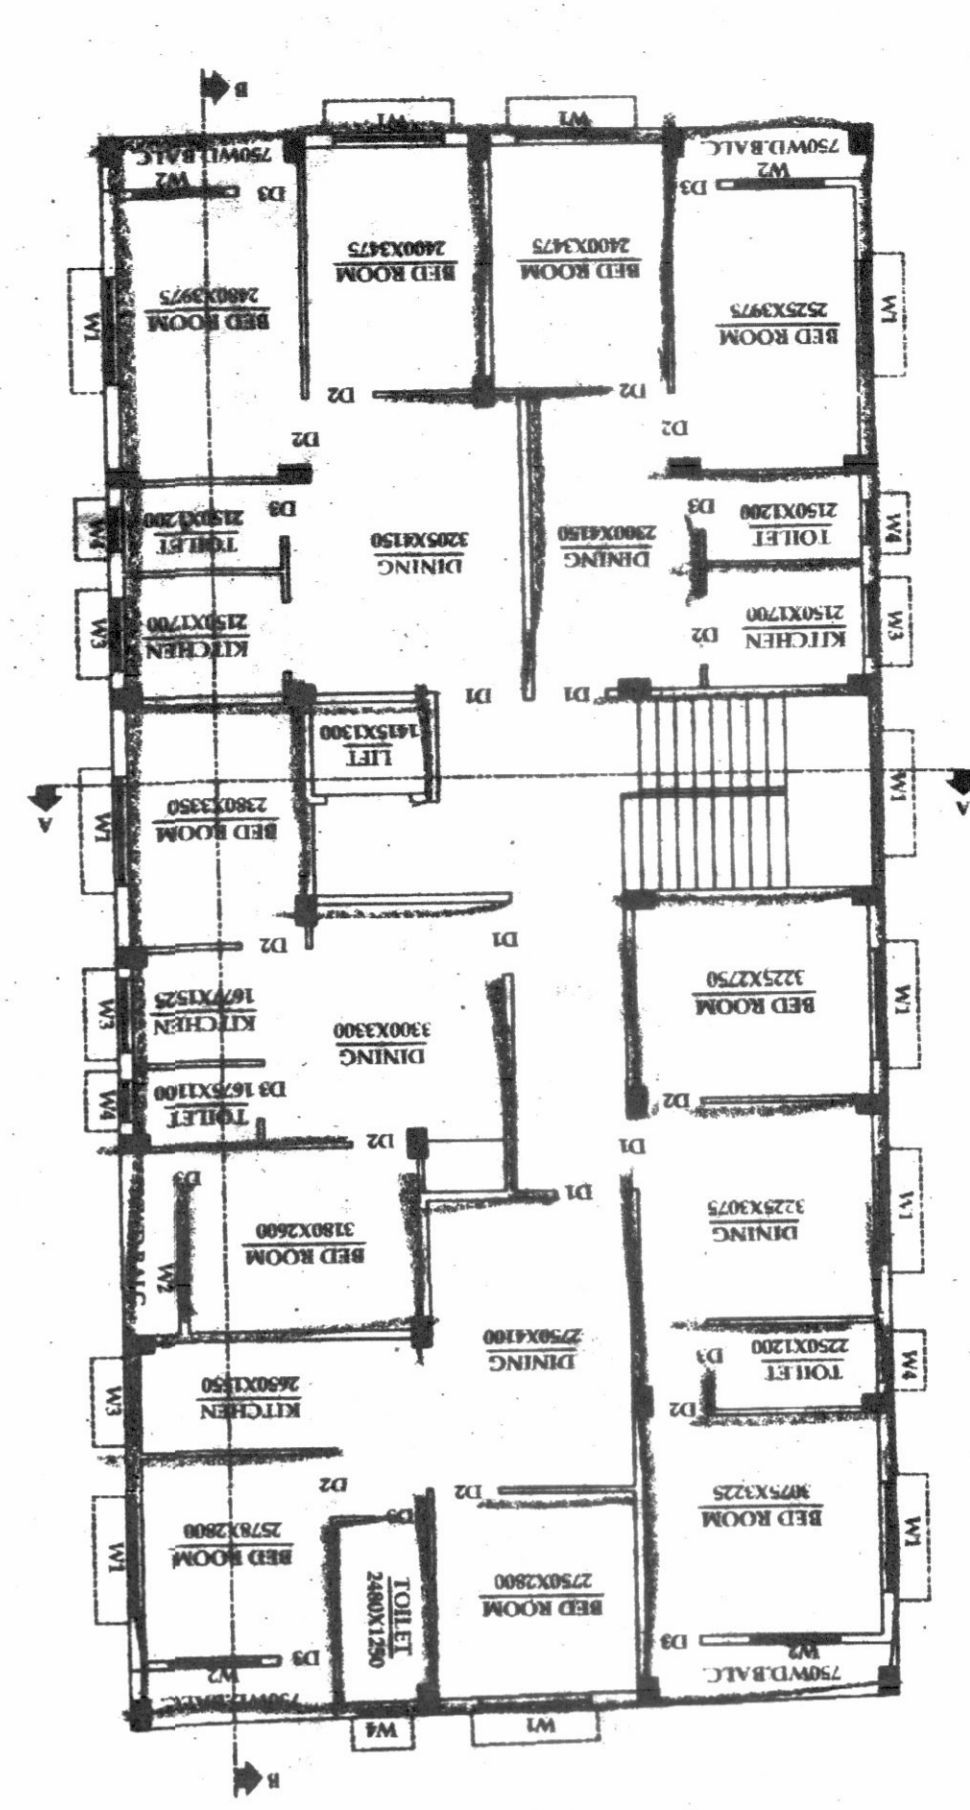 B
W1
W4
750WD.BALC.
750WD.BALC.
W2
D3
W2
D3
BED ROOM
2750X2800
TOILET
2480X1250
BED ROOM
2578X2800
W1
W1
BED ROOM
3075X3225
D3
D2
D2
D2
KITCHEN
W3
W4
TOILET
2250X1200
D3
DINING
2750X4100
BED ROOM
3180X2600
W2
D3
W1
DINING
3225X3075
D1
D1
D2
TOILET
1675X1100
D3
W4
D2
BED ROOM
3225X2750
W1
DINING
3300X3300
KITCHEN
W3
D1
D2
A
W1
BED ROOM
2380X3350
W1
A
LIFT
1415X1300
D1
D1
W3
KITCHEN
2150X1700
D2
KITCHEN
2150X1700
W3
W4
TOILET
2150X1200
D3
DINING
2300X4150
DINING
3205X4150
TOILET
2150X1200
D3
W4
D2
D2
D2
D2
W1
BED ROOM
2525X3975
BED ROOM
2400X3475
BED ROOM
2400X3475
BED ROOM
2480X3975
W1
W2
D3
D3
W2
750WD.BALC.
750WD.BALC.
W1
W1
B